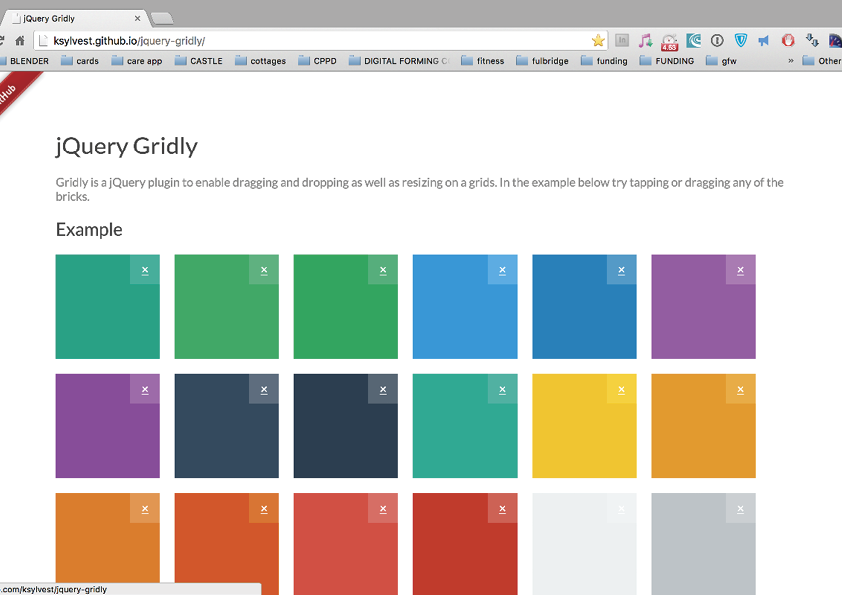 jQuery Gridly
ksylvest.github.io/jquery-gridly/
4.63
BLENDER cards care app CASTLE cottages CPPD DIGITAL FORMING fitness fulbridge funding FUNDING gfw » Other
jQuery Gridly
Gridly is a jQuery plugin to enable dragging and dropping as well as resizing on a grids. In the example below try tapping or dragging any of the
bricks.
Example
× × × × × ×
× × × × × ×
× × × × × ×
.com/ksylvest/jquery-gridly